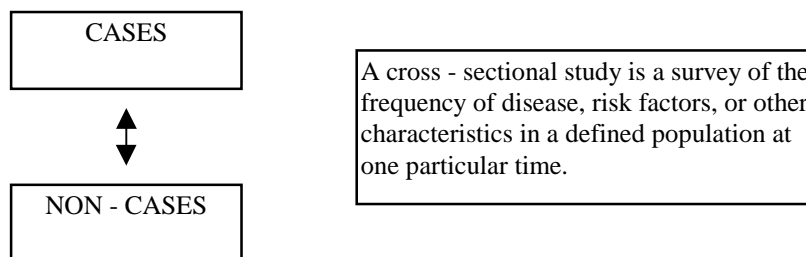 CASES
A cross - sectional study is a survey of the
frequency of disease, risk factors, or other
characteristics in a defined population at
one particular time.
NON - CASES